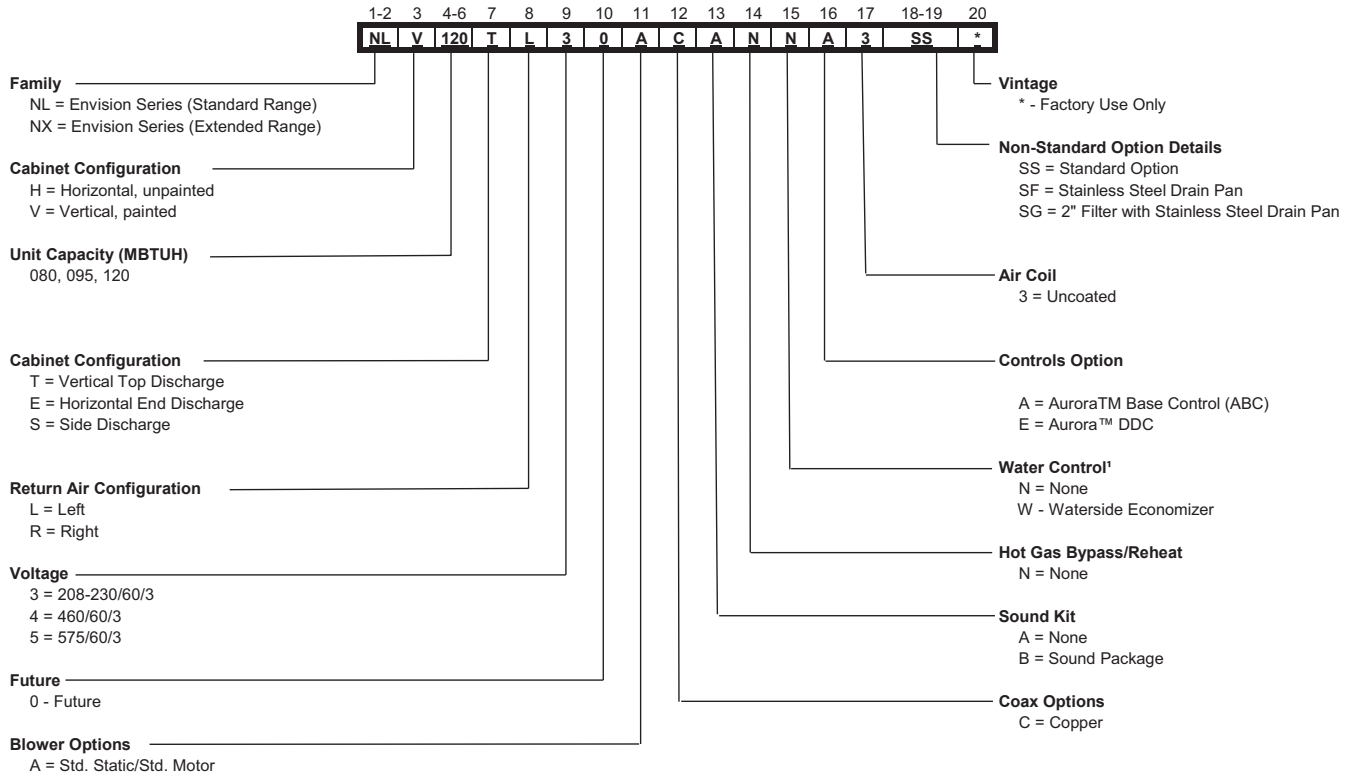 1-2 3 4-6 7 8 9 10 11 12 13 14 15 16 17 18-19 20
NL V 120 T L 3 0 A C A N N A 3 SS *
Family
NL = Envision Series (Standard Range)
NX = Envision Series (Extended Range)
Cabinet Configuration
H = Horizontal, unpainted
V = Vertical, painted
Unit Capacity (MBTUH)
080, 095, 120
Cabinet Configuration
T = Vertical Top Discharge
E = Horizontal End Discharge
S = Side Discharge
Return Air Configuration
L = Left
R = Right
Voltage
3 = 208-230/60/3
4 = 460/60/3
5 = 575/60/3
Future
0 - Future
Blower Options
A = Std. Static/Std. Motor
Vintage
* - Factory Use Only
Non-Standard Option Details
SS = Standard Option
SF = Stainless Steel Drain Pan
SG = 2" Filter with Stainless Steel Drain Pan
Air Coil
3 = Uncoated
Controls Option
A = AuroraTM Base Control (ABC)
E = Aurora™ DDC
Water Control¹
N = None
W - Waterside Economizer
Hot Gas Bypass/Reheat
N = None
Sound Kit
A = None
B = Sound Package
Coax Options
C = Copper